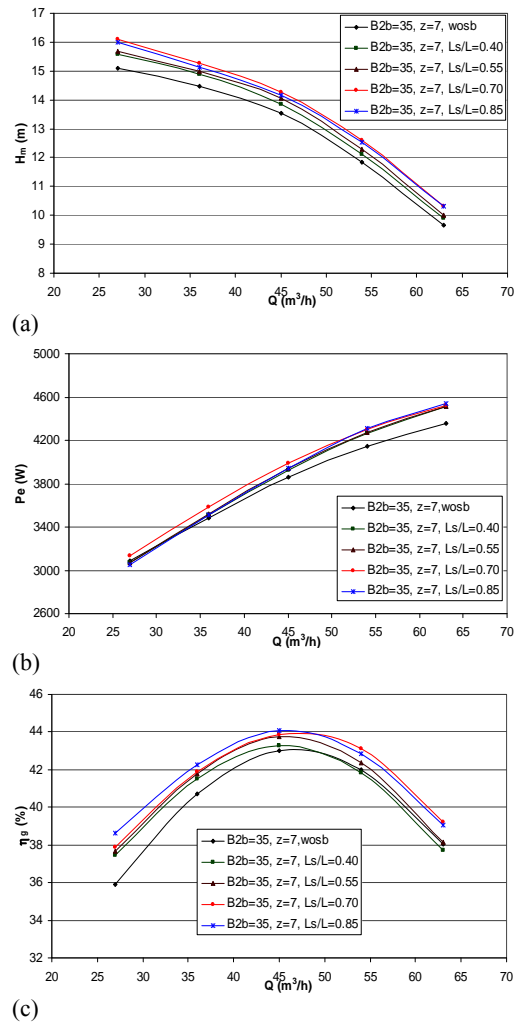 17
16
15
14
13
12
11
10
9
8
Hm (m)
B2b=35, z=7, wosb
B2b=35, z=7, Ls/L=0.40
B2b=35, z=7, Ls/L=0.55
B2b=35, z=7, Ls/L=0.70
B2b=35, z=7, Ls/L=0.85
20 25 30 35 40 45 50 55 60 65 70
Q (m³/h)
(a)
5000
4600
4200
3800
3400
3000
2600
Pe (W)
B2b=35, z=7,wosb
B2b=35, z=7, Ls/L=0.40
B2b=35, z=7, Ls/L=0.55
B2b=35, z=7, Ls/L=0.70
B2b=35, z=7, Ls/L=0.85
20 25 30 35 40 45 50 55 60 65 70
Q (m³/h)
(b)
46
44
42
40
38
36
34
32
ηg (%)
B2b=35, z=7,wosb
B2b=35, z=7, Ls/L=0.40
B2b=35, z=7, Ls/L=0.55
B2b=35, z=7, Ls/L=0.70
B2b=35, z=7, Ls/L=0.85
20 25 30 35 40 45 50 55 60 65 70
Q (m³/h)
(c)